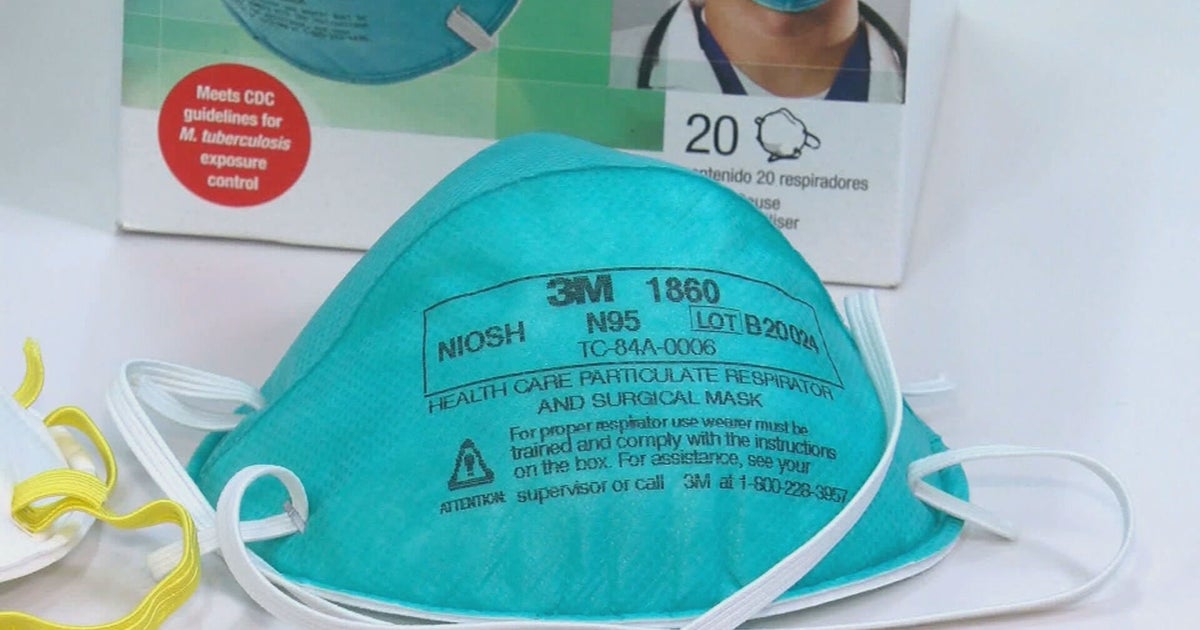 Meets CDC
guidelines for
M. tuberculosis
exposure
control
20
20 respiradores
3M 1860
NIOSH N95 LOT B20024
TC-84A-0006
HEALTH CARE PARTICULATE RESPIRATOR
AND SURGICAL MASK
For proper respirator use wearer must be
trained and comply with the instructions
on the box. For assistance, see your
ATTENTION: supervisor or call 3M at 1-800-228-3957